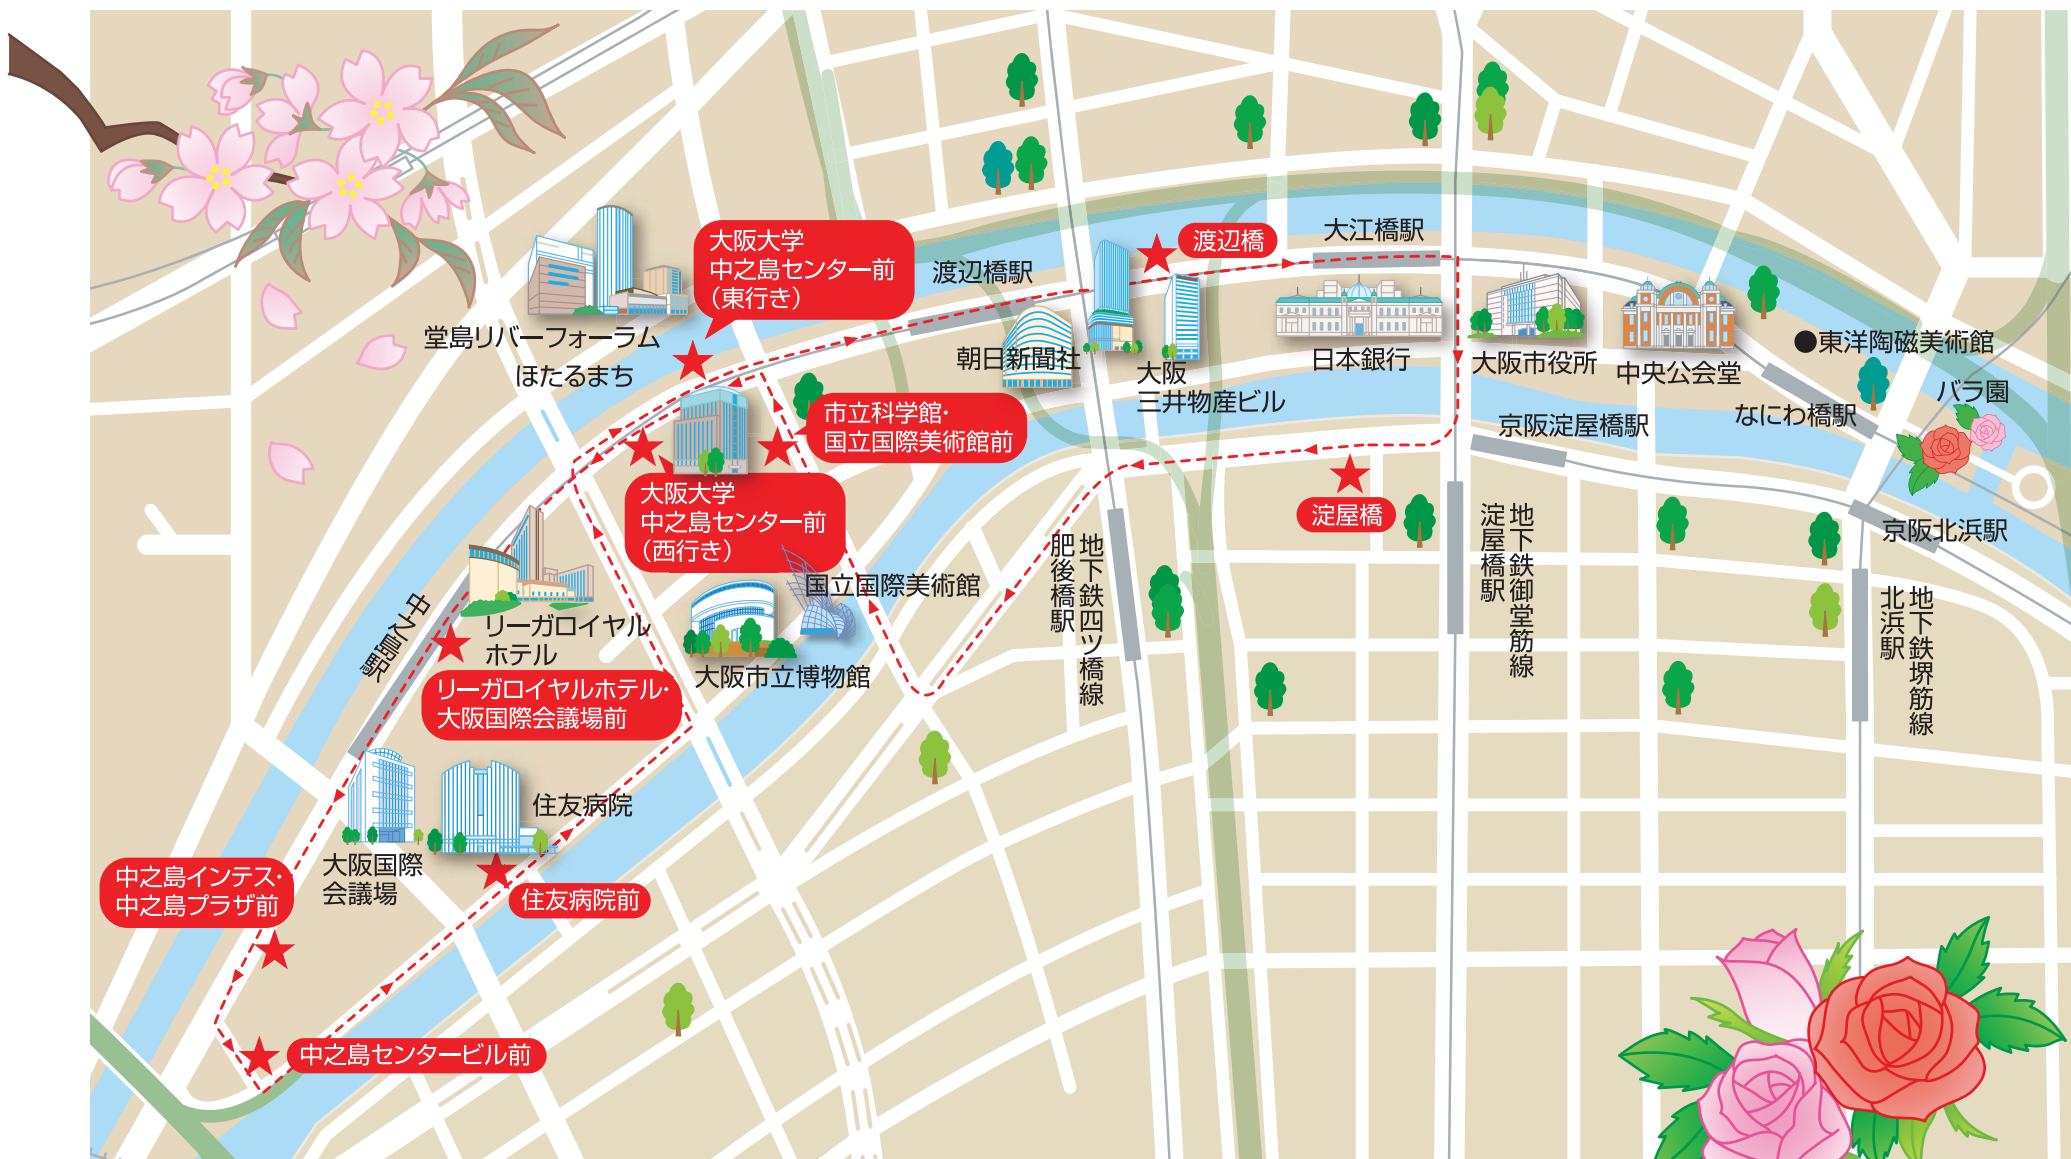 大阪大学
中之島センター前
（東行き）
渡辺橋
大江橋駅
渡辺橋駅
堂島リバーフォーラム
ほたるまち
朝日新聞社
大阪
三井物産ビル
日本銀行
大阪市役所
中央公会堂
●東洋陶磁美術館
バラ園
なにわ橋駅
京阪淀屋橋駅
京阪北浜駅
市立科学館・
国立国際美術館前
大阪大学
中之島センター前
（西行き）
淀屋橋
地下鉄四ツ橋線
肥後橋駅
地下鉄御堂筋線
淀屋橋駅
地下鉄堺筋線
北浜駅
国立国際美術館
大阪市立博物館
中之島駅
リーガロイヤル
ホテル
リーガロイヤルホテル・
大阪国際会議場前
住友病院
大阪国際
会議場
中之島インテス・
中之島プラザ前
住友病院前
中之島センタービル前